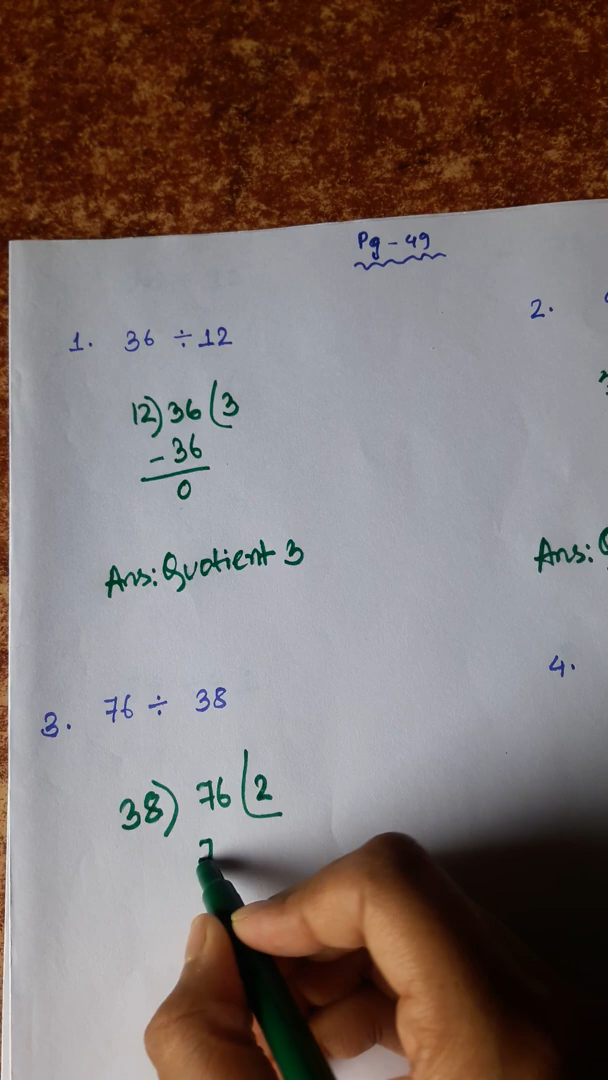 Pg - 49
1. 36 ÷ 12
12) 36 ( 3
- 36
0
Ans: Quotient 3
2.
Ans:
3. 76 ÷ 38
38) 76 ( 2
7
4.